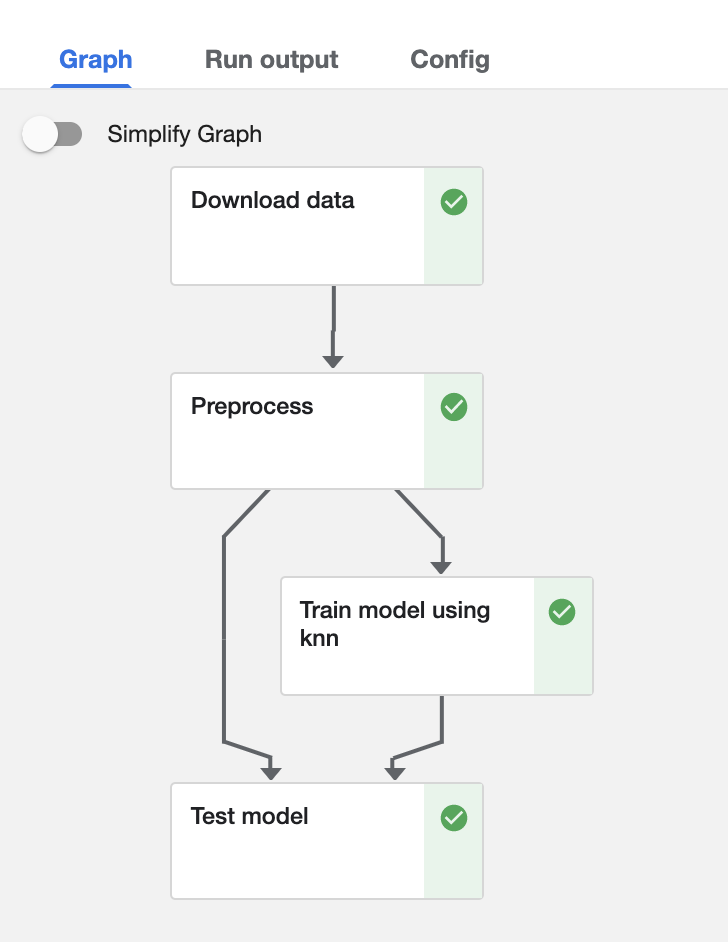 Graph Run output Config
Simplify Graph
Download data
Preprocess
Train model using
knn
Test model